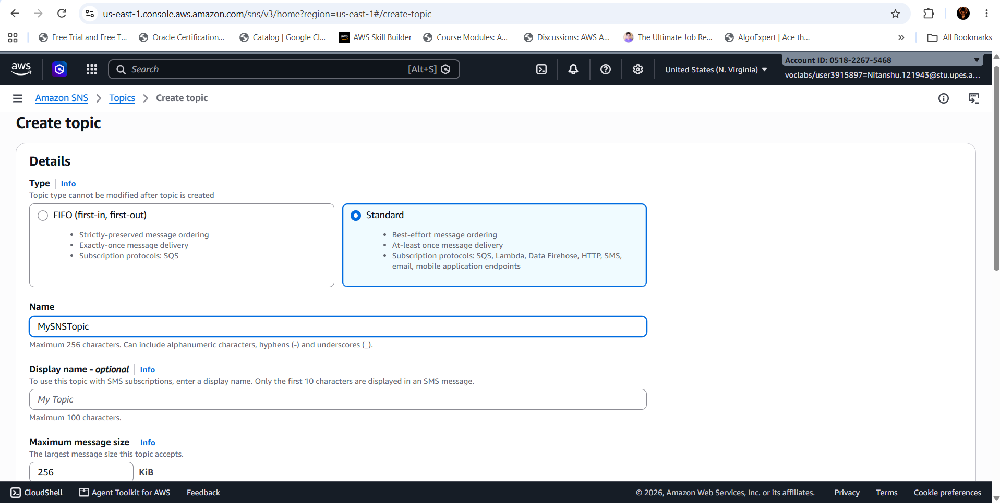 us-east-1.console.aws.amazon.com/sns/v3/home?region=us-east-1#/create-topic
Free Trial and Free T... Oracle Certification... Catalog | Google Cl... aws AWS Skill Builder Course Modules: A... Discussions: AWS A... The Ultimate Job Re... AlgoExpert | Ace th... » All Bookmarks
aws Search [Alt+S] United States (N. Virginia) Account ID: 0518-2267-5468
voclabs/user3915897=Nitanshu.121943@stu.upes.a...
Amazon SNS > Topics > Create topic
Create topic
Details
Type Info
Topic type cannot be modified after topic is created
FIFO (first-in, first-out)
• Strictly-preserved message ordering
• Exactly-once message delivery
• Subscription protocols: SQS
Standard
• Best-effort message ordering
• At-least once message delivery
• Subscription protocols: SQS, Lambda, Data Firehose, HTTP, SMS,
email, mobile application endpoints
Name
MySNSTopic
Maximum 256 characters. Can include alphanumeric characters, hyphens (-) and underscores (_).
Display name - optional Info
To use this topic with SMS subscriptions, enter a display name. Only the first 10 characters are displayed in an SMS message.
My Topic
Maximum 100 characters.
Maximum message size Info
The largest message size this topic accepts.
256 KiB
CloudShell Agent Toolkit for AWS Feedback © 2026, Amazon Web Services, Inc. or its affiliates. Privacy Terms Cookie preferences